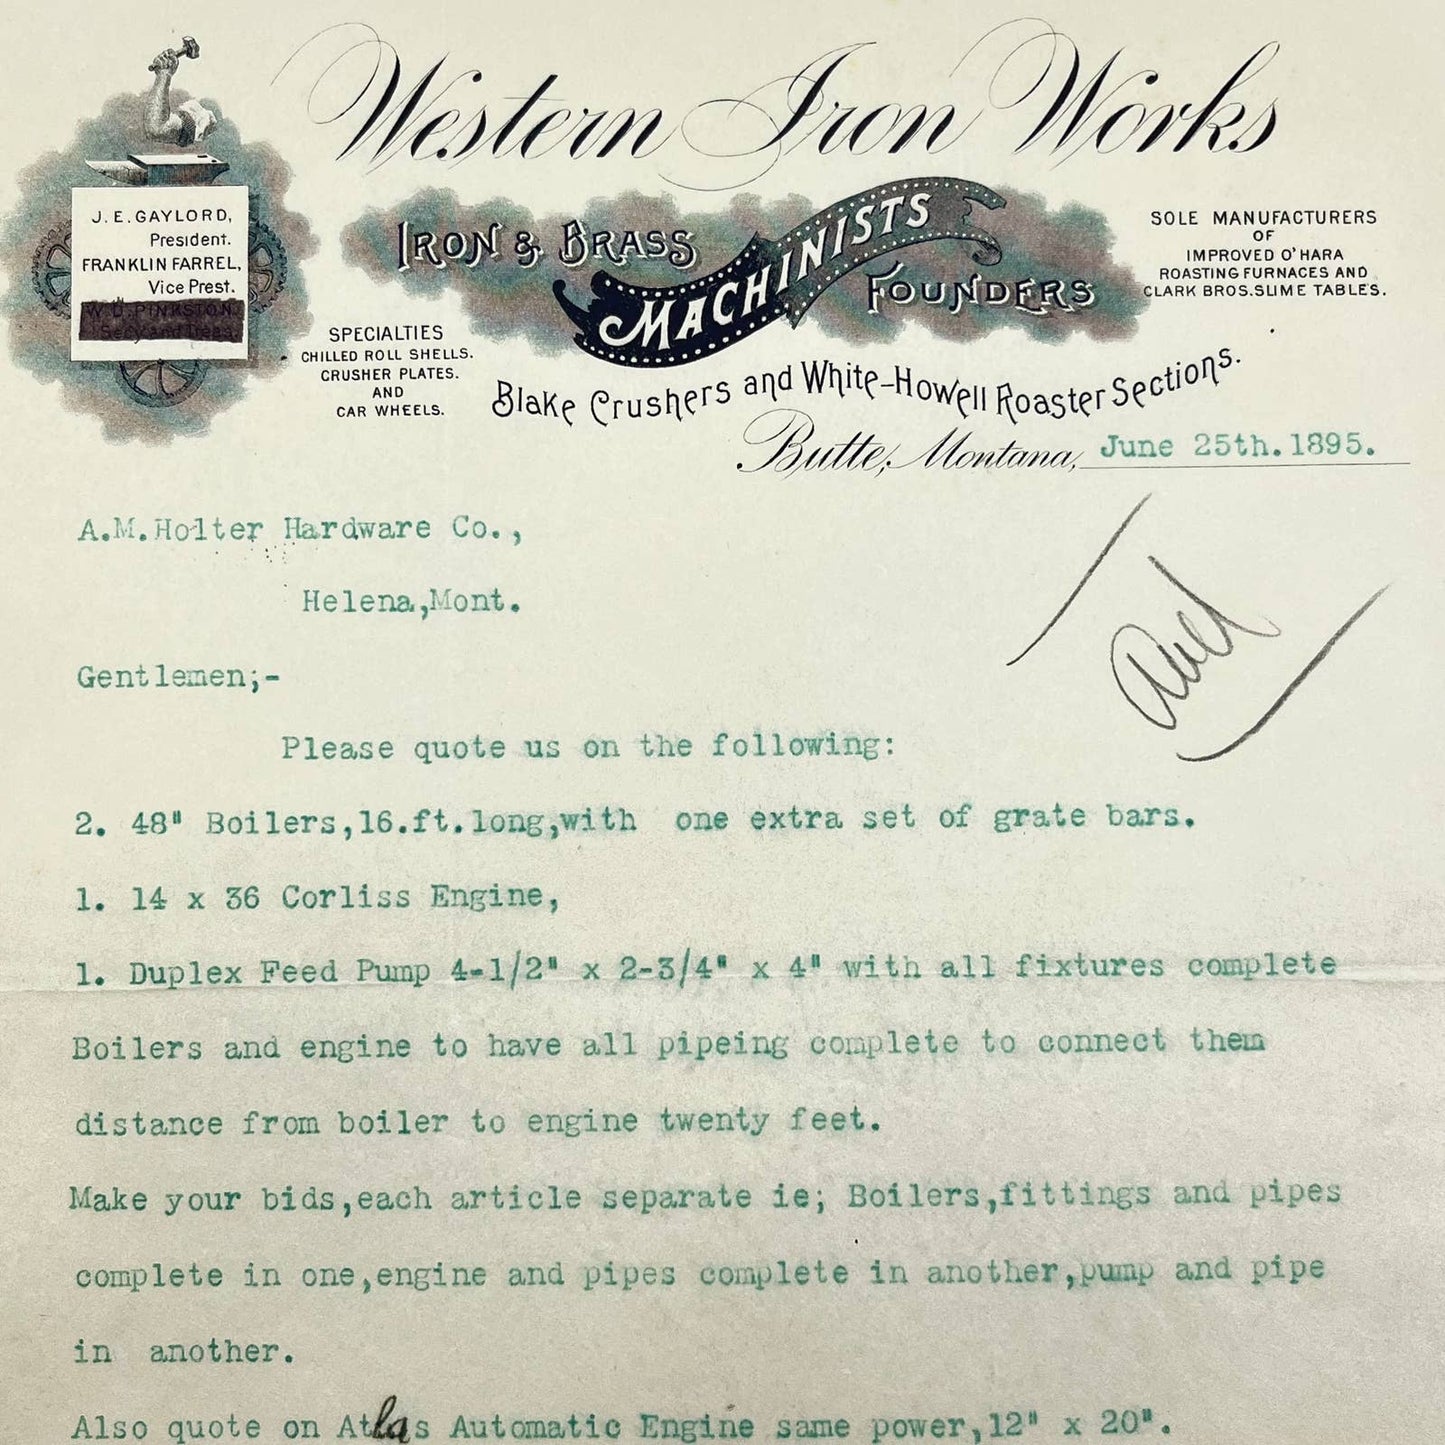 Western Iron Works
J. E. GAYLORD,
President.
FRANKLIN FARREL,
Vice Prest.
W. D. PINKSTON
Secy and Treas.
IRON & BRASS
MACHINISTS
FOUNDERS
SOLE MANUFACTURERS
OF
IMPROVED O'HARA
ROASTING FURNACES AND
CLARK BROS. SLIME TABLES.
SPECIALTIES
CHILLED ROLL SHELLS.
CRUSHER PLATES.
AND
CAR WHEELS.
Blake Crushers and White-Howell Roaster Sections.
Butte, Montana, June 25th. 1895.
A.M.Holter Hardware Co.,
Helena,Mont.
Gentlemen;-
Please quote us on the following:
2. 48" Boilers,16.ft.long,with one extra set of grate bars.
1. 14 x 36 Corliss Engine,
1. Duplex Feed Pump 4-1/2" x 2-3/4" x 4" with all fixtures complete
Boilers and engine to have all pipeing complete to connect them
distance from boiler to engine twenty feet.
Make your bids,each article separate ie; Boilers,fittings and pipes
complete in one,engine and pipes complete in another,pump and pipe
in another.
Also quote on Atlas Automatic Engine same power,12" x 20".